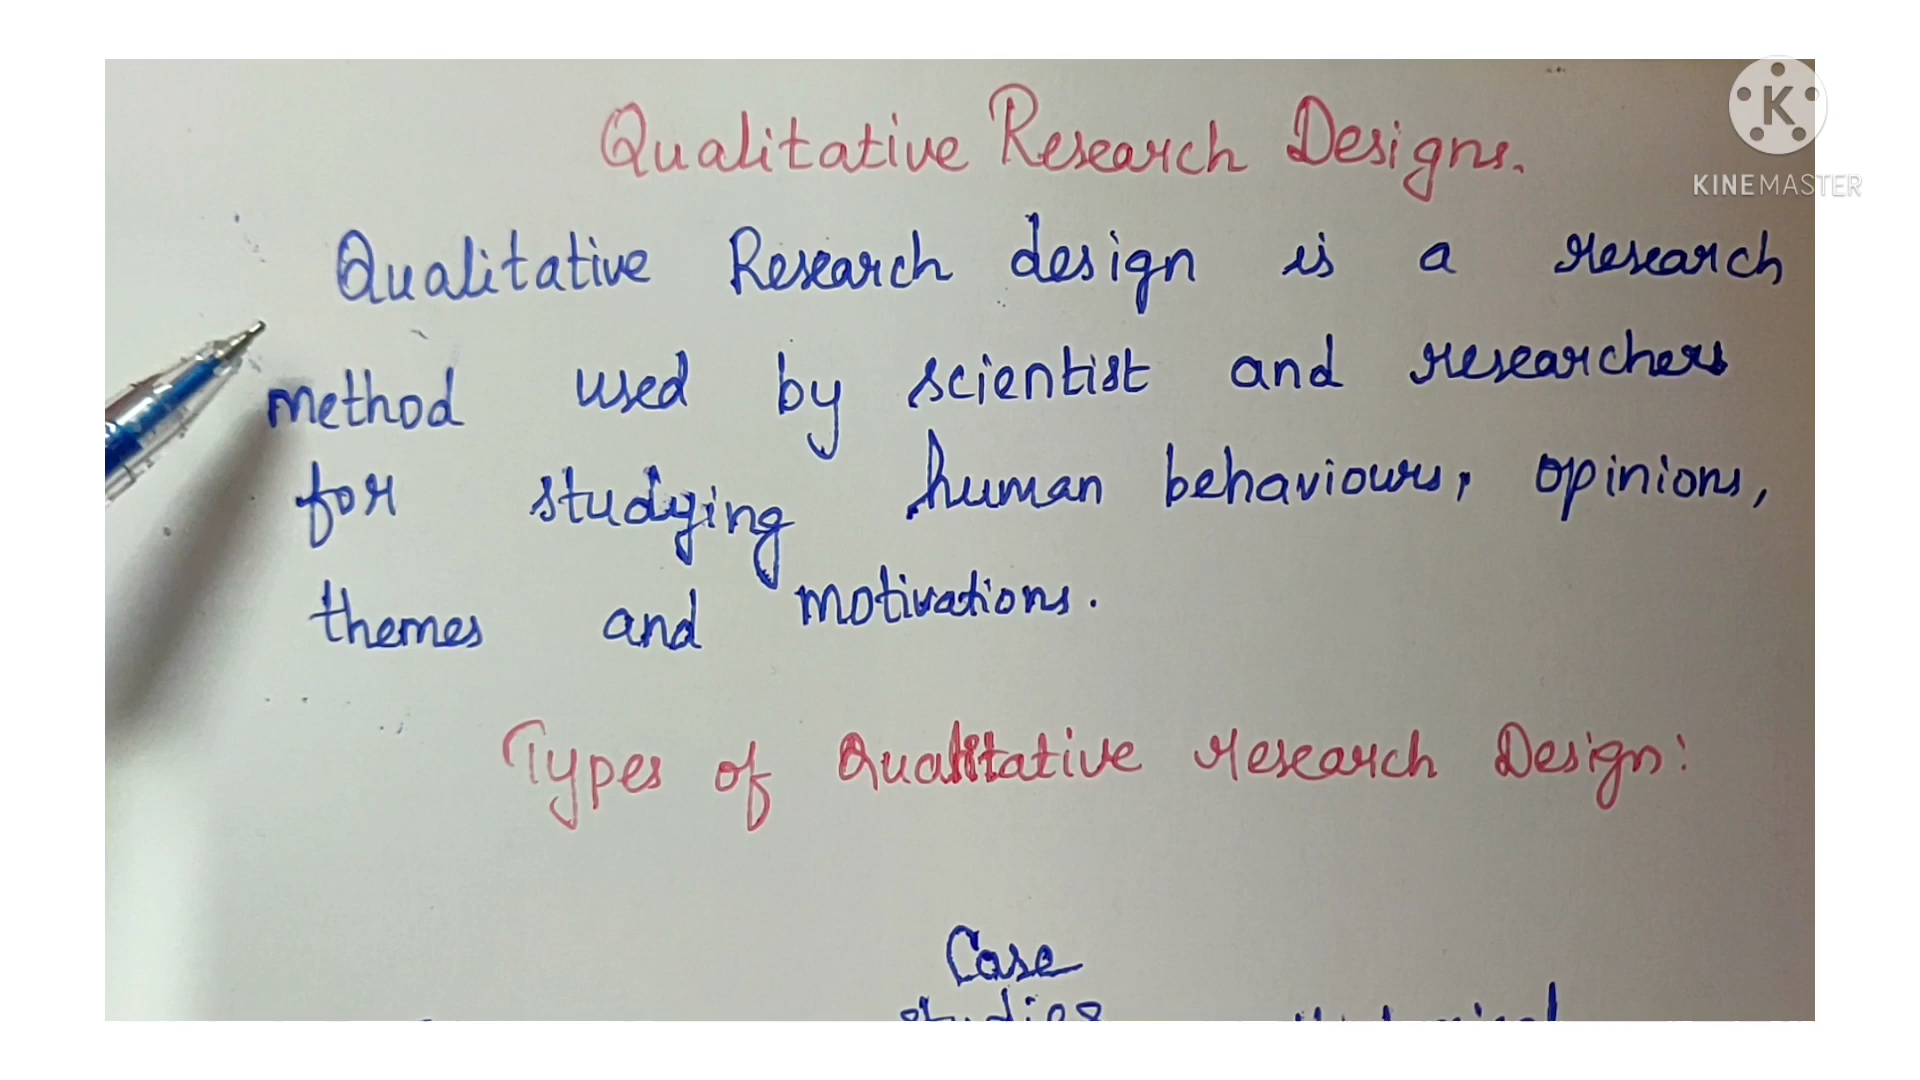 Qualitative Research Designs.
K
KINEMASTER
Qualitative Research design is a research
method used by scientist and researchers
for studying human behaviours, opinions,
themes and motivations.
Types of Qualitative research Design:
Case
studies